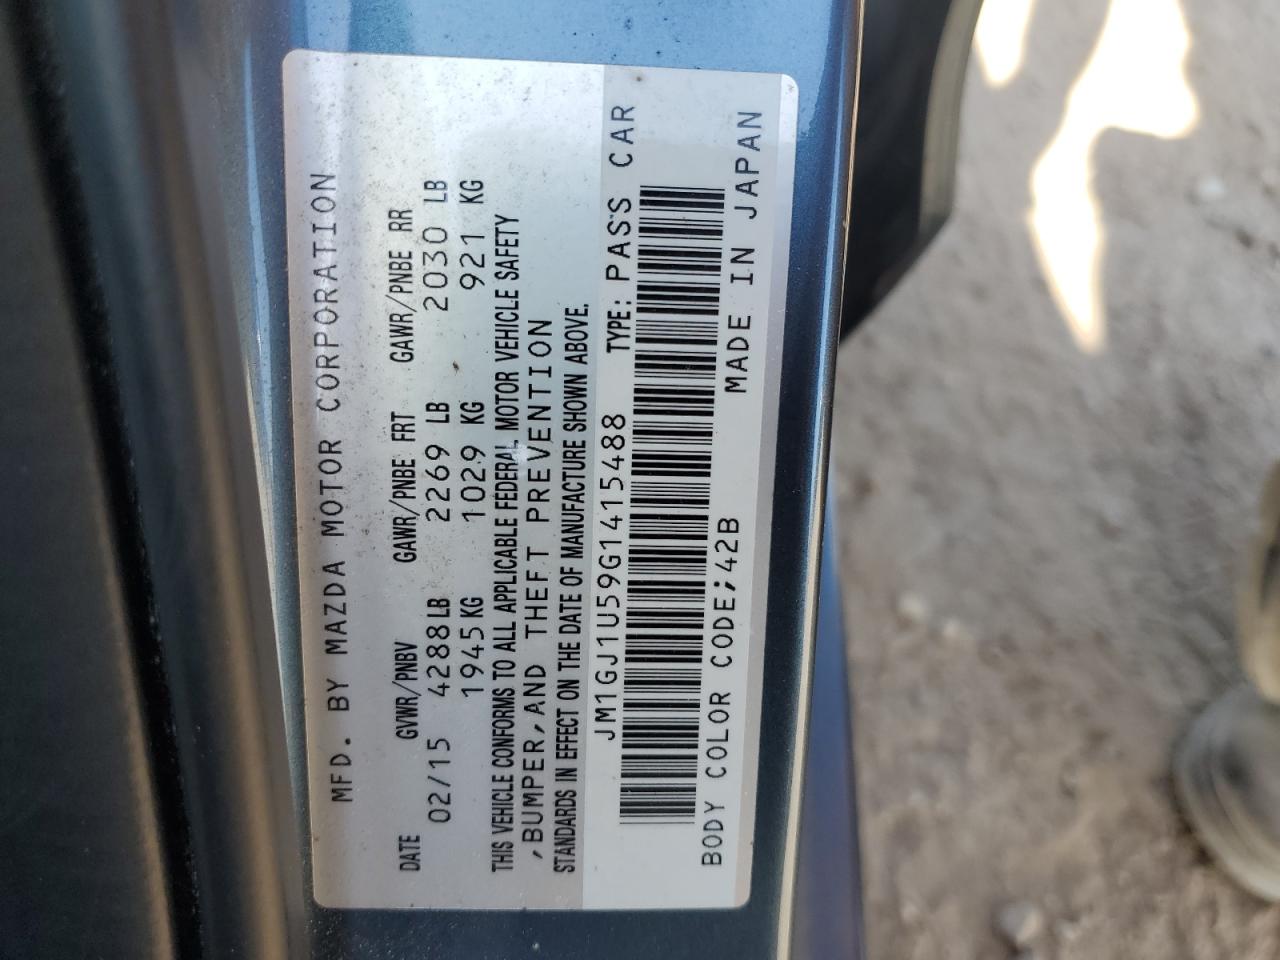 MFD. BY MAZDA MOTOR CORPORATION
DATE GVWR/PNBV GAWR/PNBE FRT GAWR/PNBE RR
02/15 4288LB 2269 LB 2030 LB
1945KG 1029 KG 921 KG
THIS VEHICLE CONFORMS TO ALL APPLICABLE FEDERAL MOTOR VEHICLE SAFETY
,BUMPER,AND THEFT PREVENTION
STANDARDS IN EFFECT ON THE DATE OF MANUFACTURE SHOWN ABOVE.
JM1GJ1U59G1415488 TYPE: PASS CAR
BODY COLOR CODE;42B MADE IN JAPAN